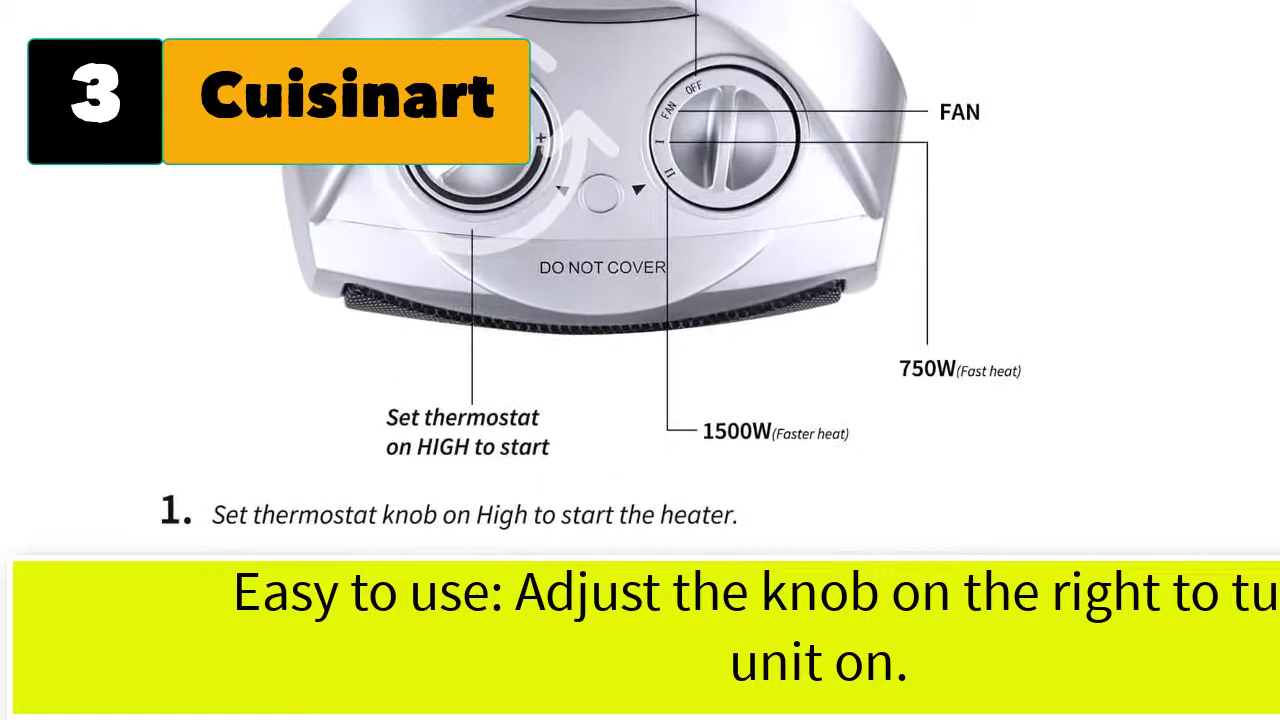 3 Cuisinart
OFF
FAN
I
II
+
FAN
DO NOT COVER
750W(Fast heat)
Set thermostat
on HIGH to start
1500W(Faster heat)
1. Set thermostat knob on High to start the heater.
Easy to use: Adjust the knob on the right to
unit on.